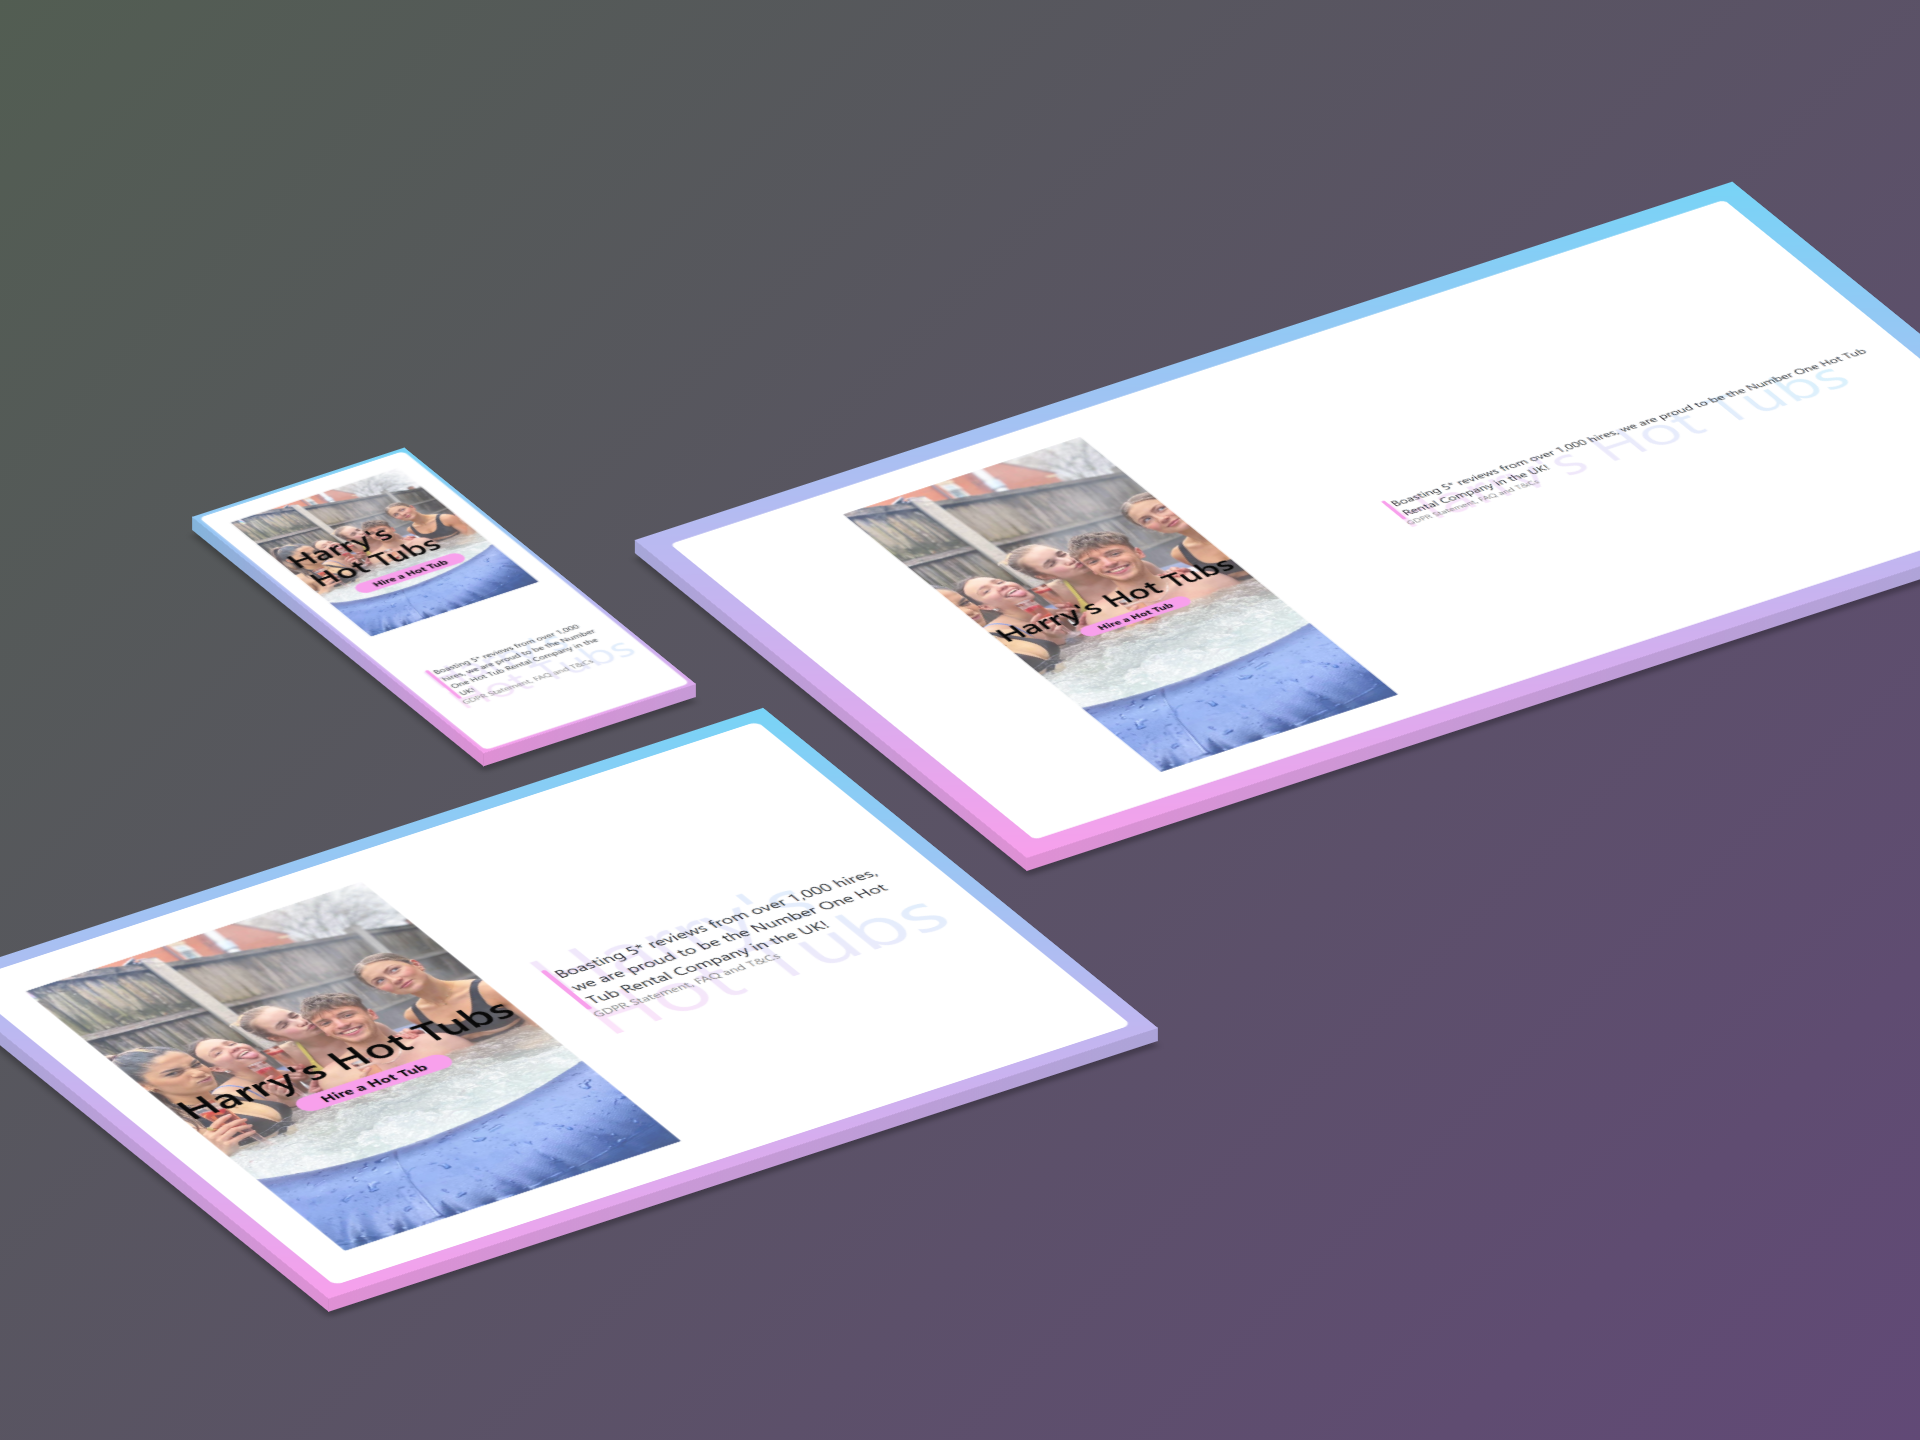 Harry's
Hot Tubs
Hire a Hot Tub
Boasting 5* reviews from over 1,000
hires, we are proud to be the Number
One Hot Tub Rental Company in the
UK!
GDPR Statement, FAQ and T&Cs
Hot Tubs
Harry's Hot Tubs
Hire a Hot Tub
Boasting 5* reviews from over 1,000 hires, we are proud to be the Number One Hot Tub
Rental Company in the UK!
GDPR Statement, FAQ and T&Cs
Harry's Hot Tubs
Harry's Hot Tubs
Hire a Hot Tub
Boasting 5* reviews from over 1,000 hires,
we are proud to be the Number One Hot
Tub Rental Company in the UK!
GDPR Statement, FAQ and T&Cs
Harry's
Hot Tubs